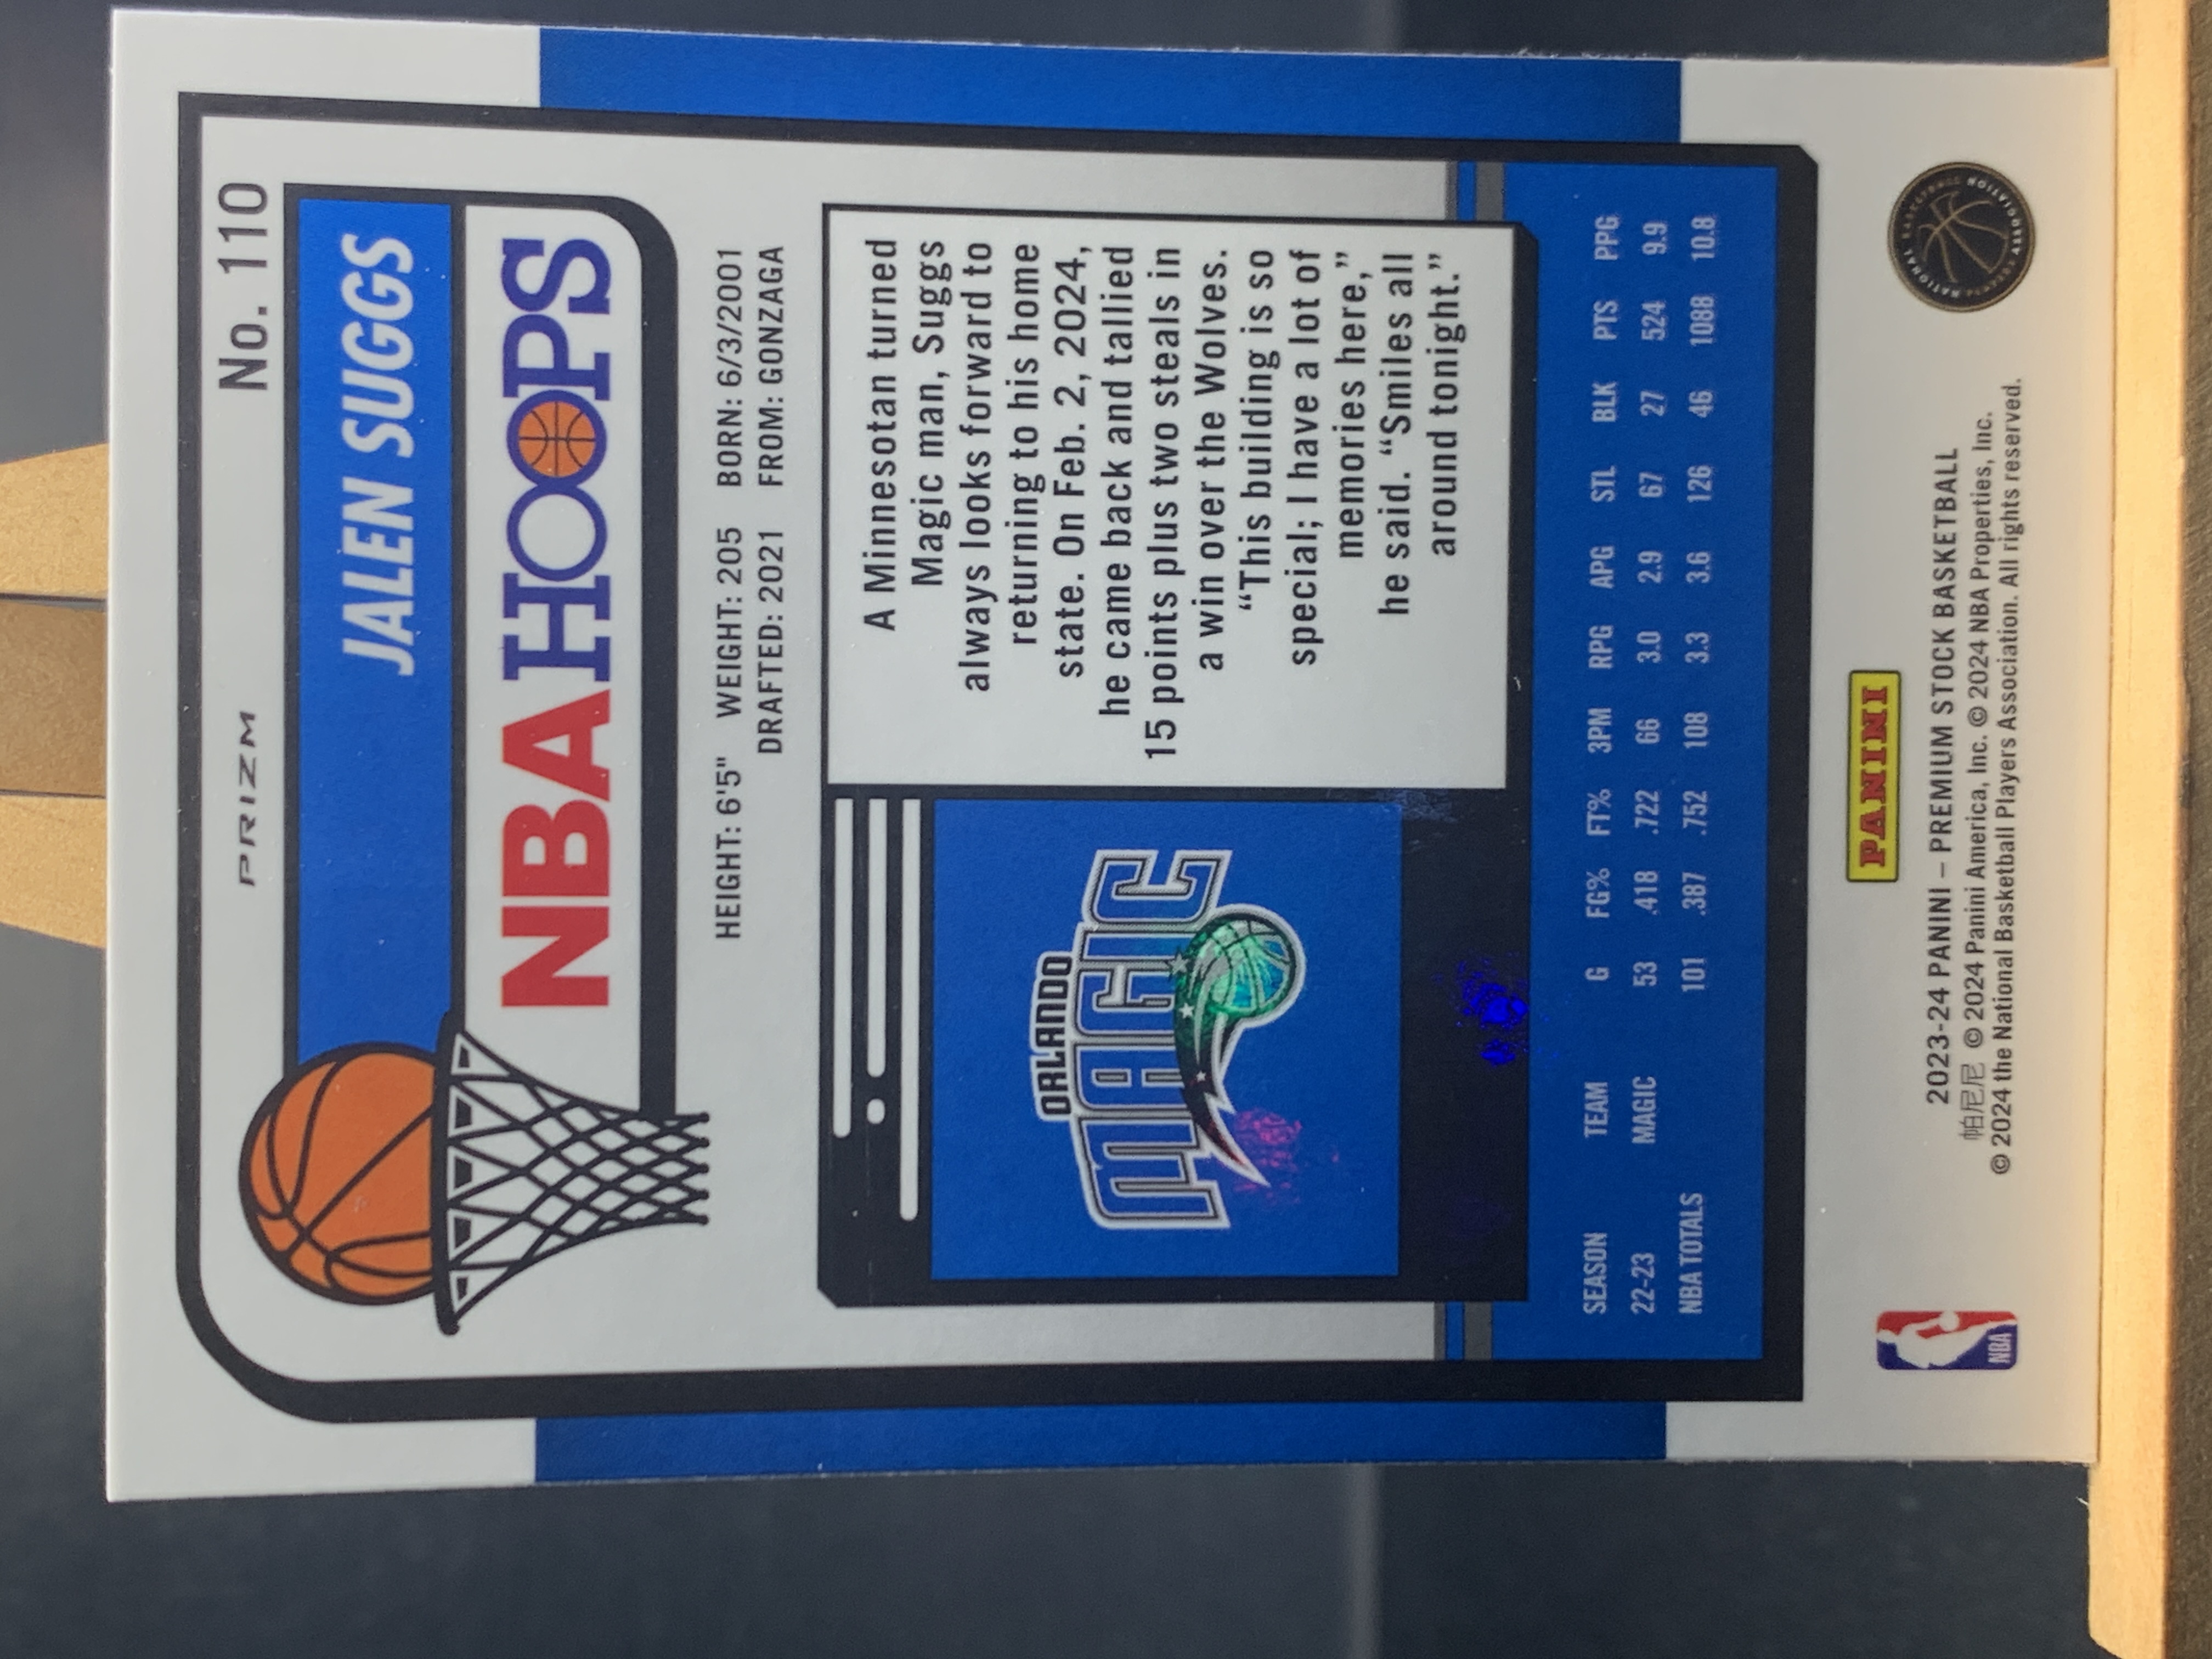 PRIZM No. 110
JALEN SUGGS
NBA HOOPS
HEIGHT: 6'5" WEIGHT: 205 BORN: 6/3/2001
DRAFTED: 2021 FROM: GONZAGA
A Minnesotan turned
Magic man, Suggs
always looks forward to
returning to his home
state. On Feb. 2, 2024,
he came back and tallied
15 points plus two steals in
a win over the Wolves.
“This building is so
special; I have a lot of
memories here,”
he said. “Smiles all
around tonight.”
ORLANDO
MAGIC
SEASON TEAM G FG% FT% 3PM RPG APG STL BLK PTS PPG
22-23 MAGIC 53 .418 .722 66 3.0 2.9 67 27 524 9.9
NBA TOTALS 101 .387 .752 108 3.3 3.6 126 46 1088 10.8
PANINI
NBA
2023-24 PANINI – PREMIUM STOCK BASKETBALL
帕尼尼 © 2024 Panini America, Inc. © 2024 NBA Properties, Inc.
© 2024 the National Basketball Players Association. All rights reserved.
NATIONAL BASKETBALL PLAYERS ASSOCIATION